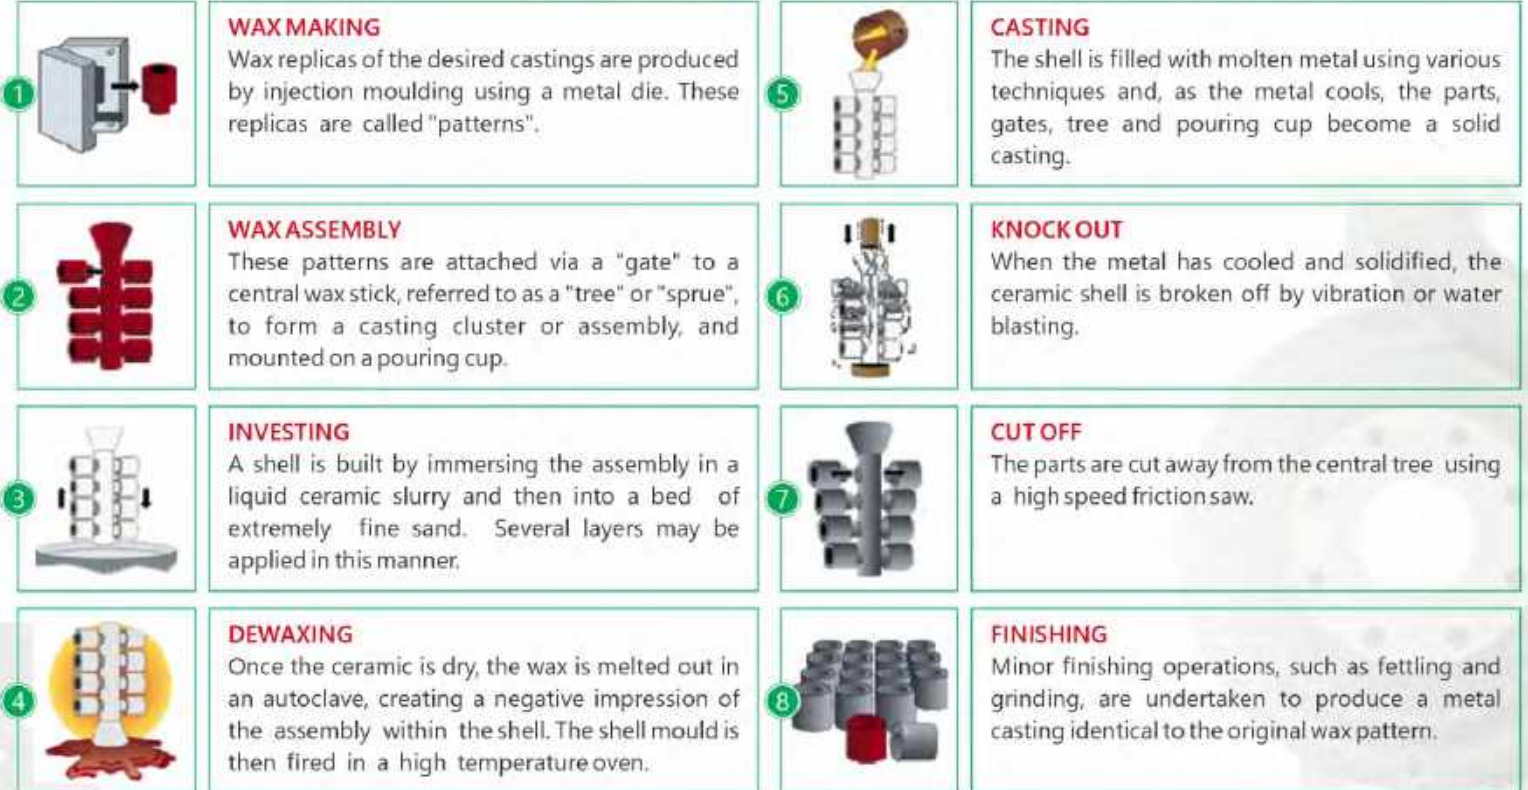 1
WAX MAKING
Wax replicas of the desired castings are produced
by injection moulding using a metal die. These
replicas are called "patterns".
2
WAX ASSEMBLY
These patterns are attached via a "gate" to a
central wax stick, referred to as a "tree" or "sprue",
to form a casting cluster or assembly, and
mounted on a pouring cup.
3
INVESTING
A shell is built by immersing the assembly in a
liquid ceramic slurry and then into a bed of
extremely fine sand. Several layers may be
applied in this manner.
4
DEWAXING
Once the ceramic is dry, the wax is melted out in
an autoclave, creating a negative impression of
the assembly within the shell. The shell mould is
then fired in a high temperature oven.
5
CASTING
The shell is filled with molten metal using various
techniques and, as the metal cools, the parts,
gates, tree and pouring cup become a solid
casting.
6
KNOCK OUT
When the metal has cooled and solidified, the
ceramic shell is broken off by vibration or water
blasting.
7
CUT OFF
The parts are cut away from the central tree using
a high speed friction saw.
8
FINISHING
Minor finishing operations, such as fettling and
grinding, are undertaken to produce a metal
casting identical to the original wax pattern.